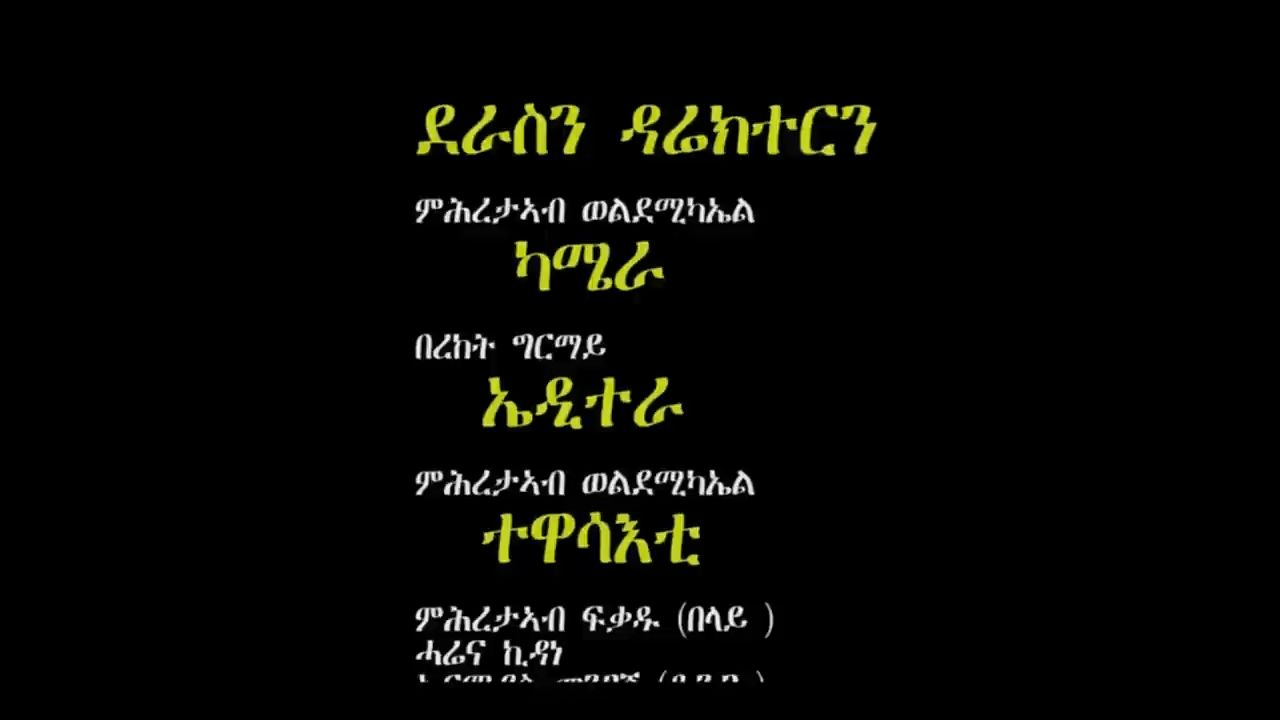 ደራስን ዳሬክተርን
ምሕረታኣብ ወልደሚካኤል
ካሜራ
በረከት ግርማይ
ኤዲተራ
ምሕረታኣብ ወልደሚካኤል
ተዋሳእቲ
ምሕረታኣብ ፍቃዱ (በላይ )
ሓሬና ኪዳነ